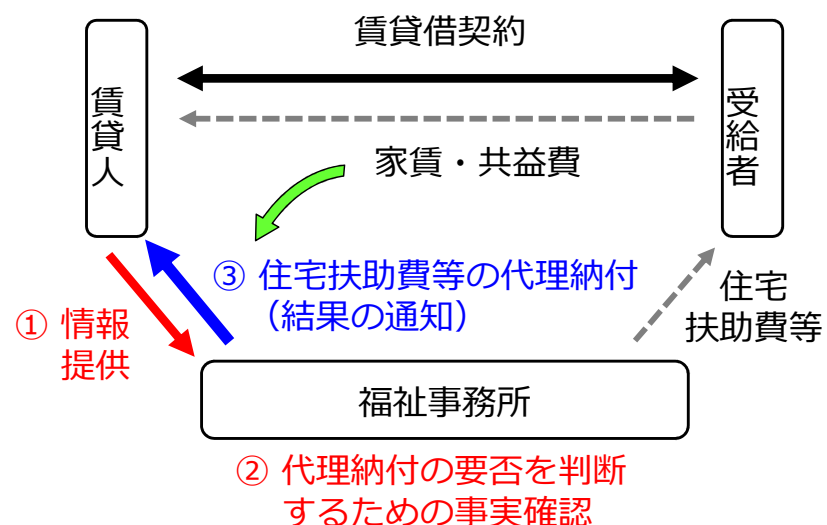 賃貸借契約
賃貸人
受給者
家賃・共益費
③ 住宅扶助費等の代理納付
（結果の通知）
① 情報
提供
住宅
扶助費等
福祉事務所
② 代理納付の要否を判断
するための事実確認